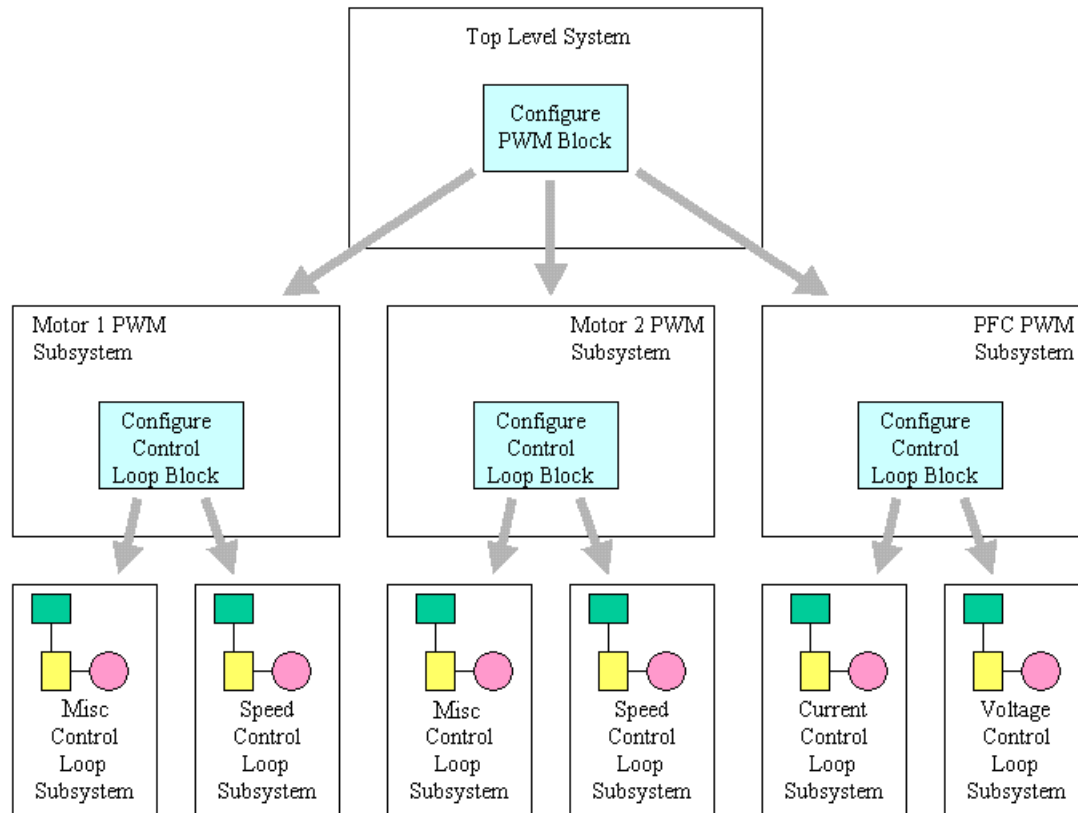 Top Level System
Configure
PWM Block
Motor 1 PWM
Subsystem
Motor 2 PWM
Subsystem
PFC PWM
Subsystem
Configure
Control
Loop Block
Configure
Control
Loop Block
Configure
Control
Loop Block
Misc
Control
Loop
Subsystem
Speed
Control
Loop
Subsystem
Misc
Control
Loop
Subsystem
Speed
Control
Loop
Subsystem
Current
Control
Loop
Subsystem
Voltage
Control
Loop
Subsystem